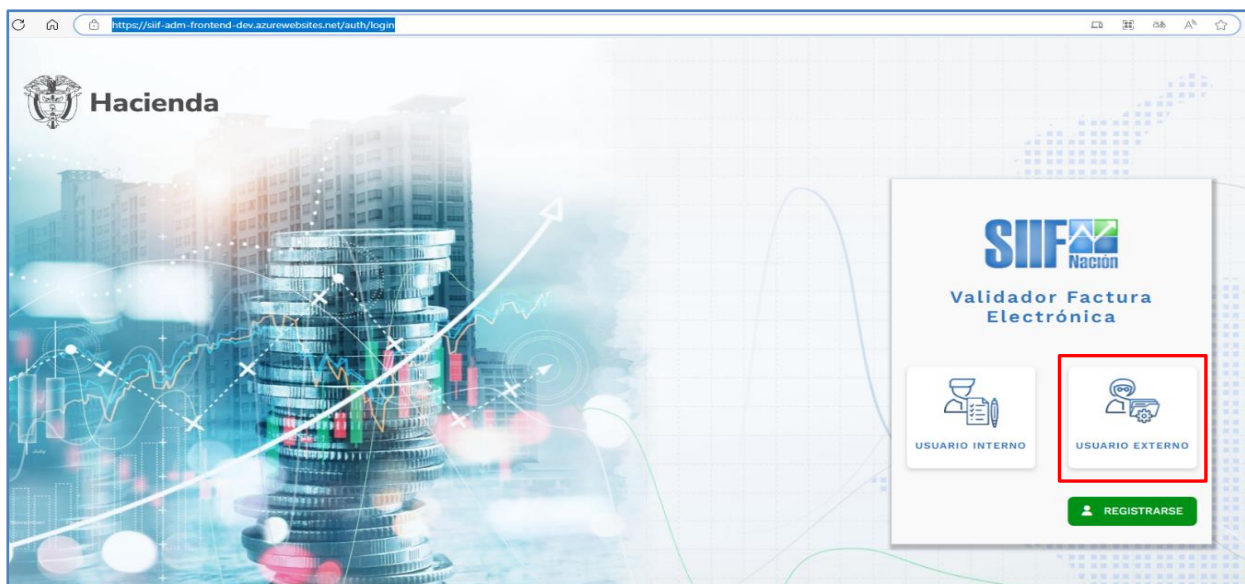 https://siif-adm-frontend-dev.azurewebsites.net/auth/login
Hacienda
SIIF
Nación
Validador Factura
Electrónica
USUARIO INTERNO
USUARIO EXTERNO
REGISTRARSE